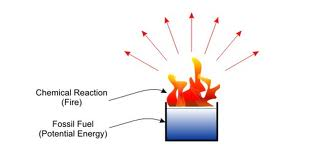 Chemical Reaction
(Fire)
Fossil Fuel
(Potential Energy)